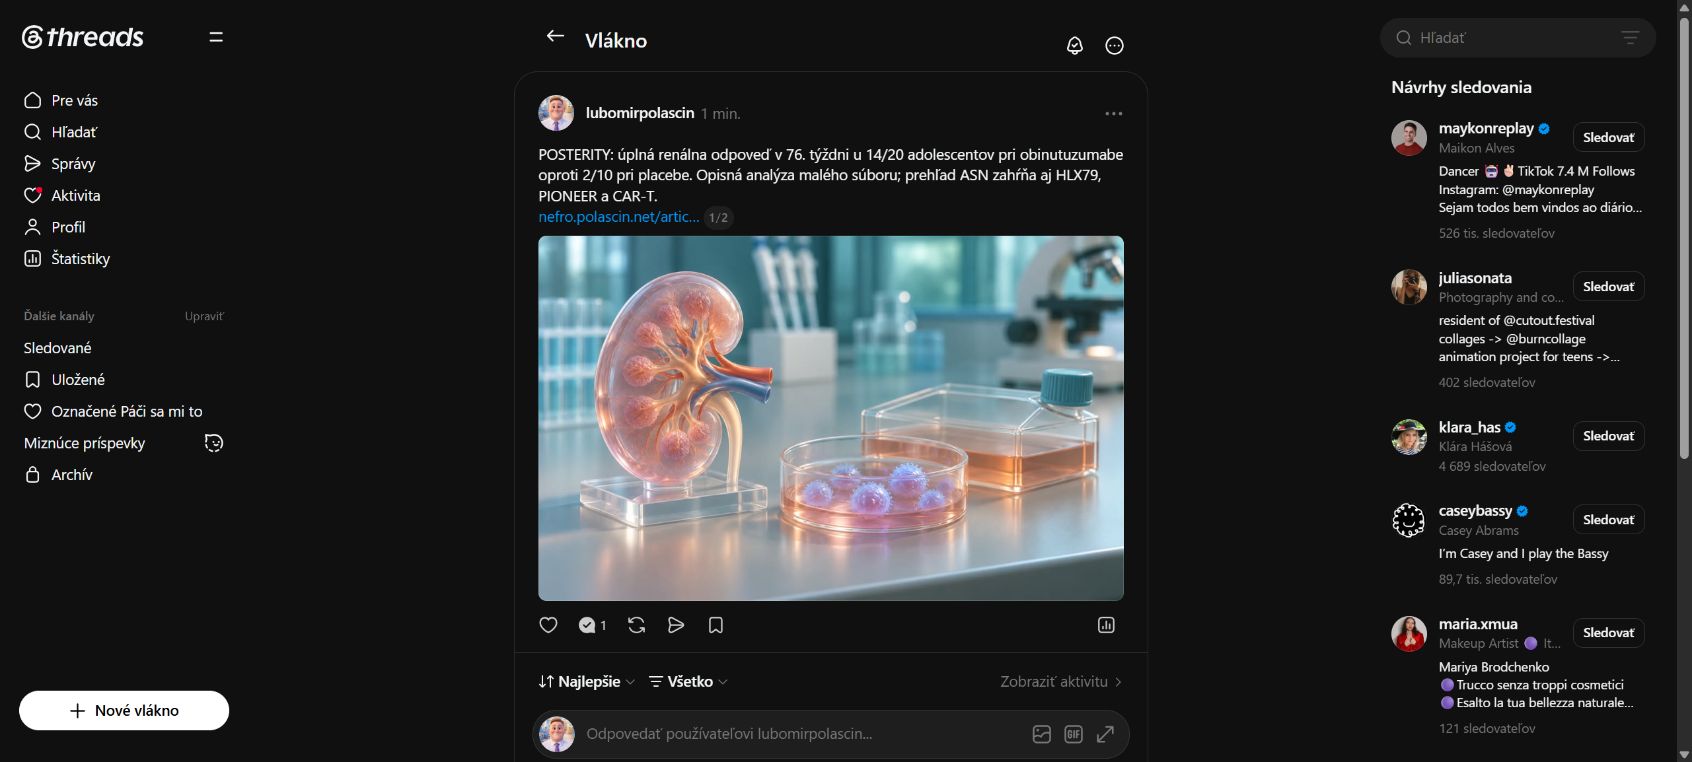 threads
Pre vás
Hľadať
Správy
Aktivita
Profil
Štatistiky
Ďalšie kanály
Upraviť
Sledované
Uložené
Označené Páči sa mi to
Miznúce príspevky
Archív
Nové vlákno
Vlákno
lubomirpolascin 1 min.
POSTERITY: úplná renálna odpoveď v 76. týždni u 14/20 adolescentov pri obinutuzumabe
oproti 2/10 pri placebe. Opisná analýza malého súboru; prehľad ASN zahŕňa aj HLX79,
PIONEER a CAR-T.
nefro.polascin.net/artic... 1/2
1
Najlepšie
Všetko
Zobraziť aktivitu
Odpovedať používateľovi lubomirpolascin...
GIF
Hľadať
Návrhy sledovania
maykonreplay
Sledovať
Maikon Alves
Dancer TikTok 7.4 M Follows
Instagram: @maykonreplay
Sejam todos bem vindos ao diário...
526 tis. sledovateľov
juliasonata
Sledovať
Photography and co...
resident of @cutout.festival
collages -> @burncollage
animation project for teens ->...
402 sledovateľov
klara_has
Sledovať
Klára Hášová
4 689 sledovateľov
caseybassy
Sledovať
Casey Abrams
I'm Casey and I play the Bassy
89,7 tis. sledovateľov
maria.xmua
Sledovať
Makeup Artist It...
Mariya Brodchenko
Trucco senza troppi cosmetici
Esalto la tua bellezza naturale...
121 sledovateľov